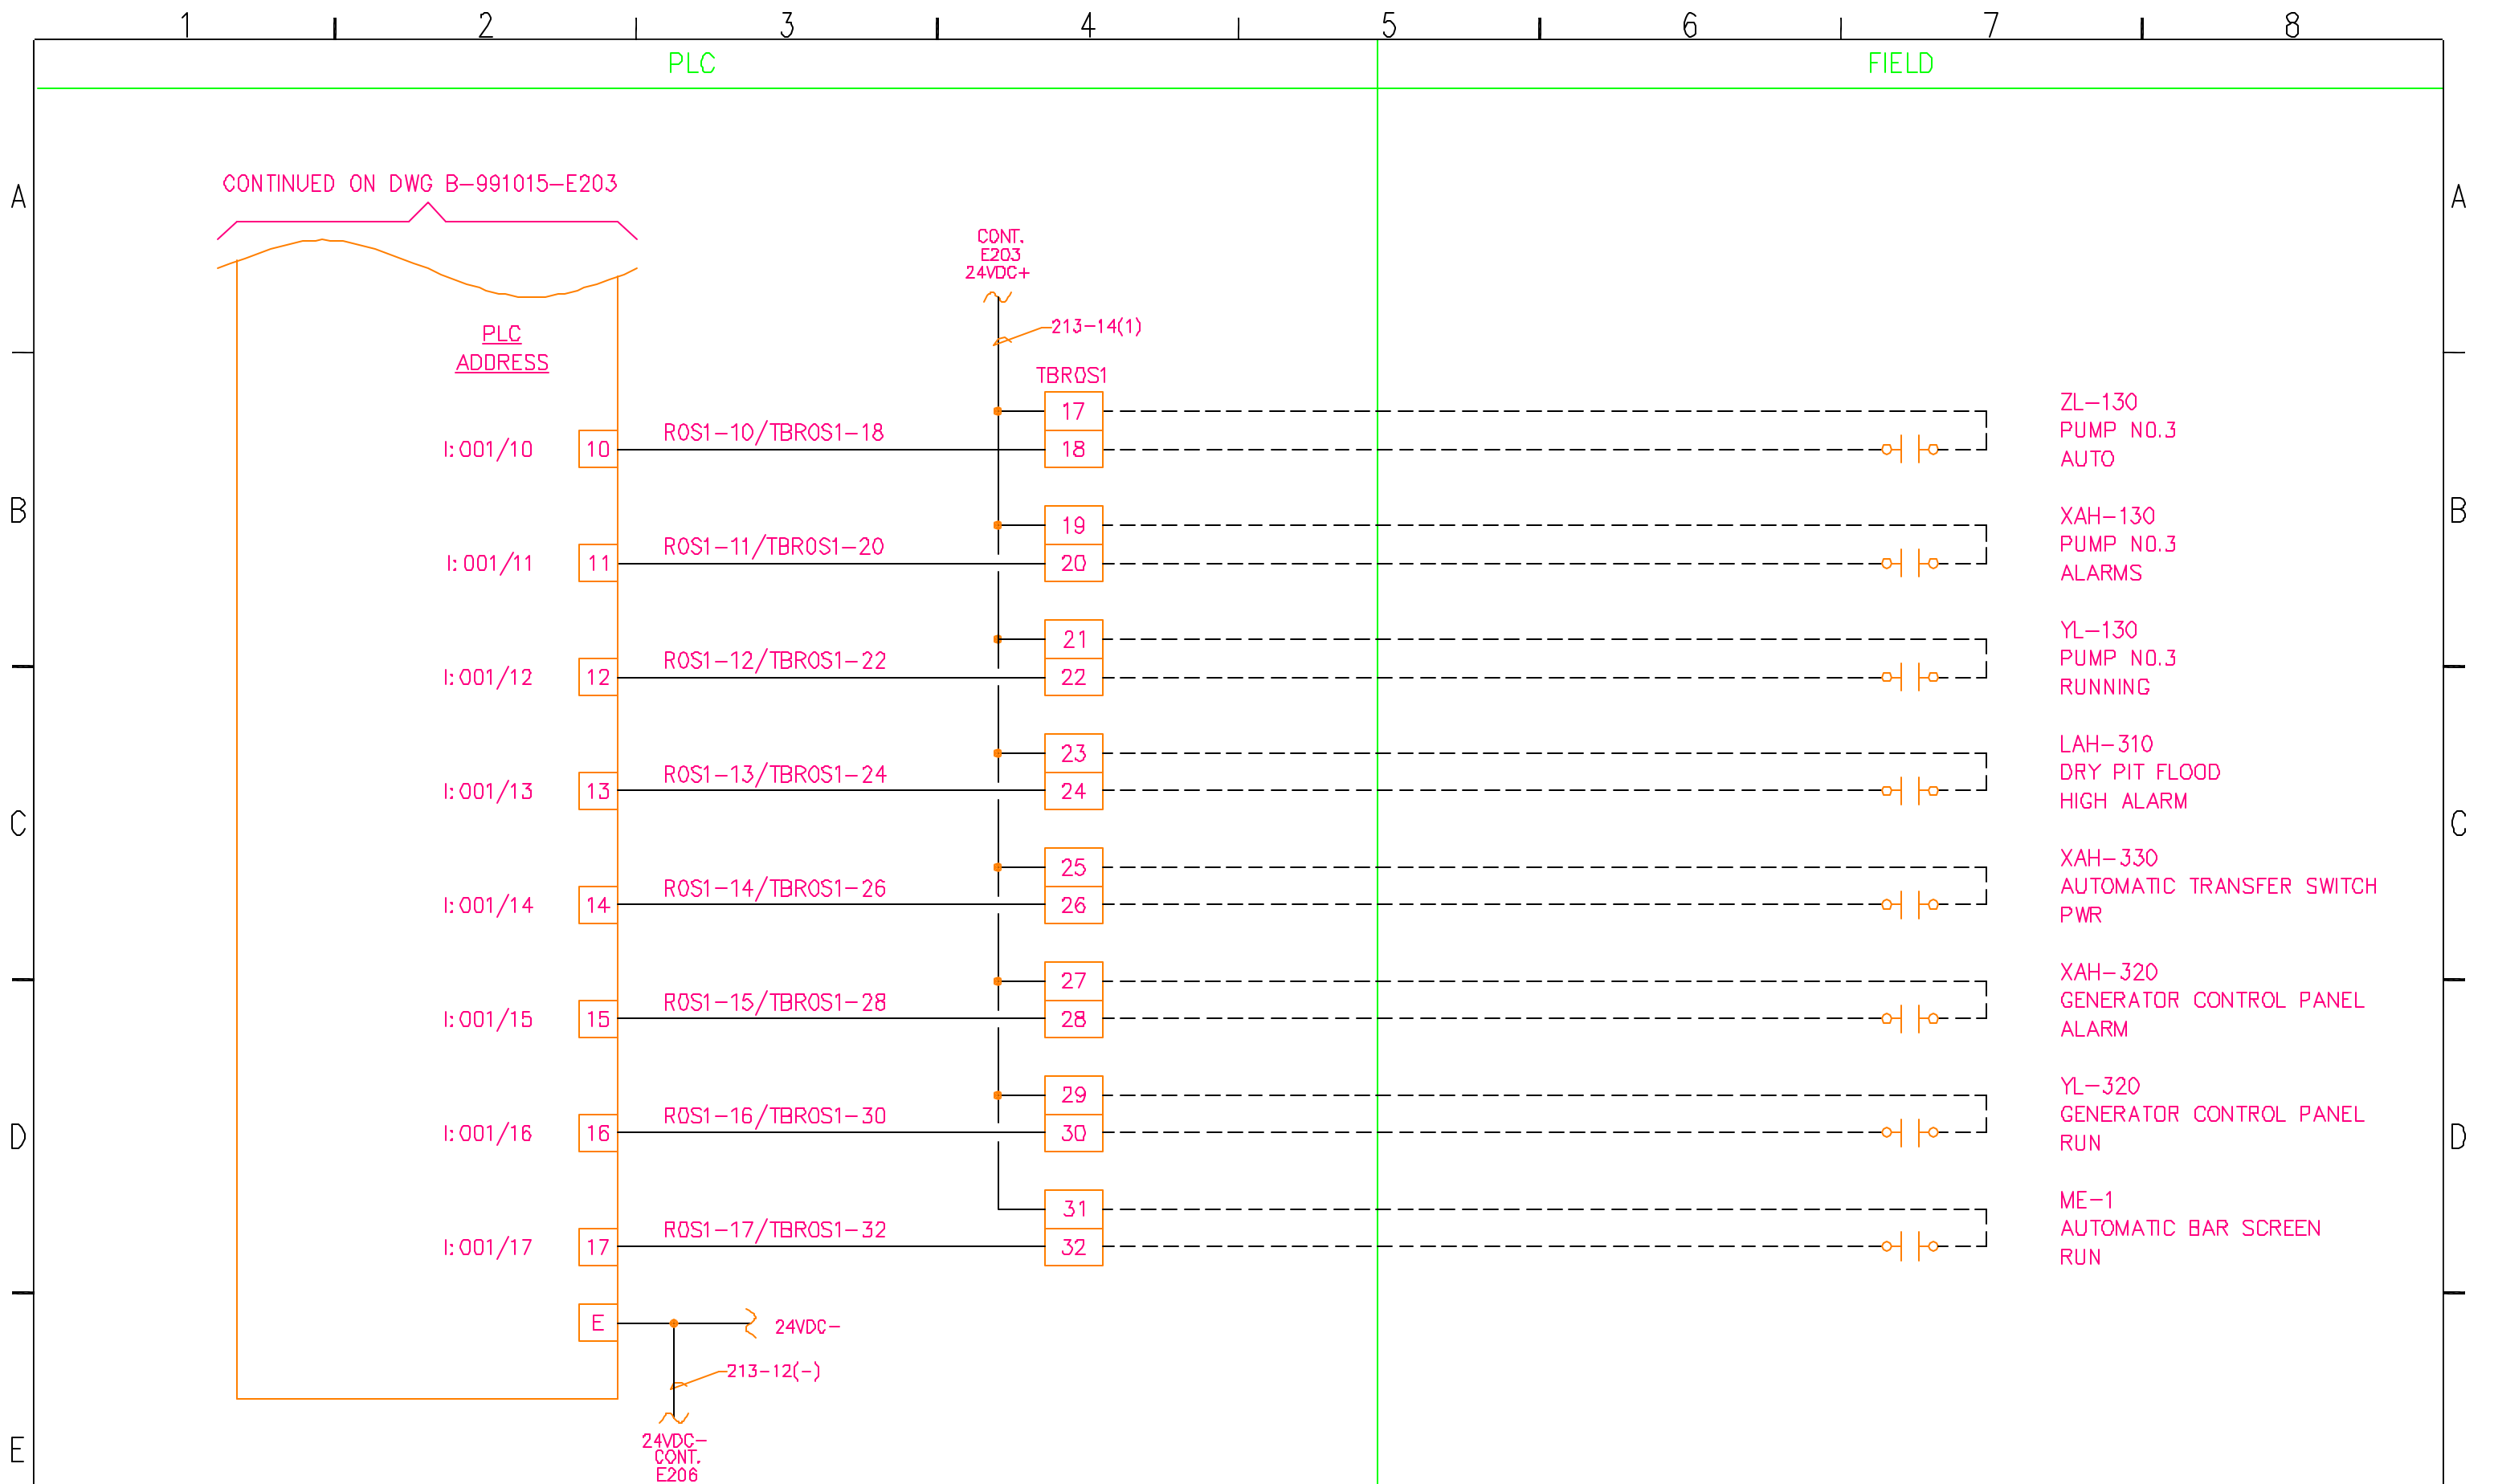 1 2 3 4 5 6 7 8
PLC FIELD
A A
CONTINUED ON DWG B-991015-E203
CONT.
E203
24VDC+
213-14(1)
PLC
ADDRESS
TBROS1
17
I:001/10 10 ROS1-10/TBROS1-18 18
ZL-130
PUMP NO.3
AUTO
B B
19
I:001/11 11 ROS1-11/TBROS1-20 20
XAH-130
PUMP NO.3
ALARMS
21
I:001/12 12 ROS1-12/TBROS1-22 22
YL-130
PUMP NO.3
RUNNING
23
I:001/13 13 ROS1-13/TBROS1-24 24
LAH-310
DRY PIT FLOOD
HIGH ALARM
C C
25
I:001/14 14 ROS1-14/TBROS1-26 26
XAH-330
AUTOMATIC TRANSFER SWITCH
PWR
27
I:001/15 15 ROS1-15/TBROS1-28 28
XAH-320
GENERATOR CONTROL PANEL
ALARM
29
I:001/16 16 ROS1-16/TBROS1-30 30
YL-320
GENERATOR CONTROL PANEL
RUN
D D
31
I:001/17 17 ROS1-17/TBROS1-32 32
ME-1
AUTOMATIC BAR SCREEN
RUN
E 24VDC-
213-12(-)
24VDC-
CONT.
E206
E